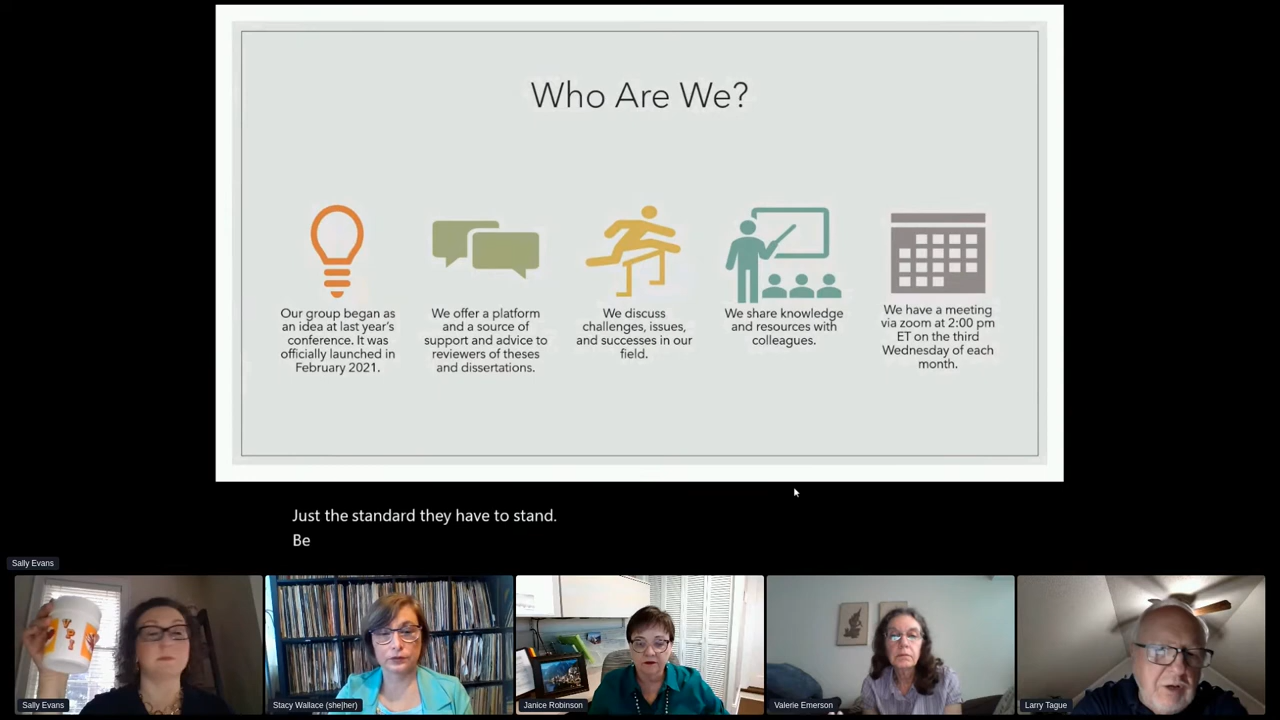 Who Are We?
Our group began as
an idea at last year's
conference. It was
officially launched in
February 2021.
We offer a platform
and a source of
support and advice to
reviewers of theses
and dissertations.
We discuss
challenges, issues,
and successes in our
field.
We share knowledge
and resources with
colleagues.
We have a meeting
via zoom at 2:00 pm
ET on the third
Wednesday of each
month.
Just the standard they have to stand.
Be
Sally Evans
VPI
Sally Evans
Stacy Wallace (she|her)
Janice Robinson
Valerie Emerson
Larry Tague